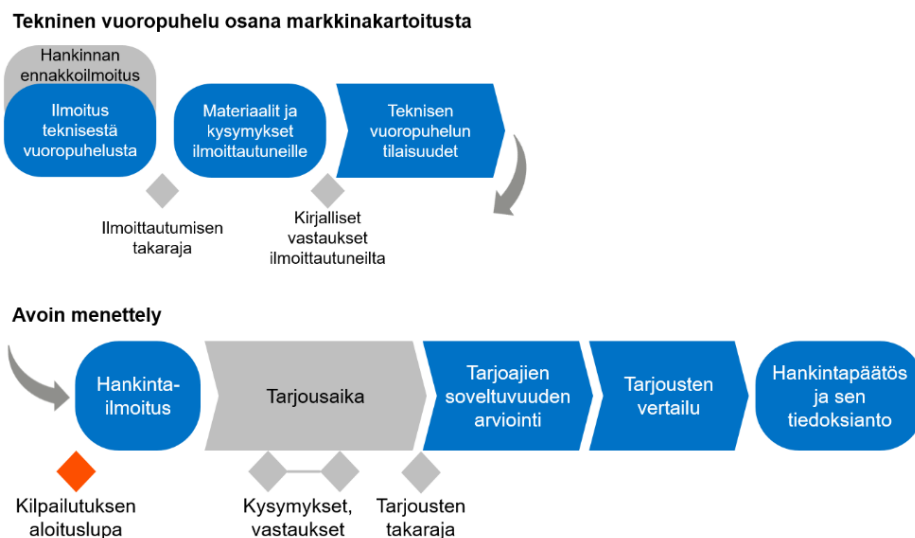 Tekninen vuoropuhelu osana markkinakartoitusta
Hankinnan
ennakkoilmoitus
Ilmoitus
teknisestä
vuoropuhelusta
Materiaalit ja
kysymykset
ilmoittautuneille
Teknisen
vuoropuhelun
tilaisuudet
Ilmoittautumisen
takaraja
Kirjalliset
vastaukset
ilmoittautuneilta
Avoin menettely
Hankinta-
ilmoitus
Tarjousaika
Tarjoajien
soveltuvuuden
arviointi
Tarjousten
vertailu
Hankintapäätös
ja sen
tiedoksianto
Kilpailutuksen
aloituslupa
Kysymykset,
vastaukset
Tarjousten
takaraja